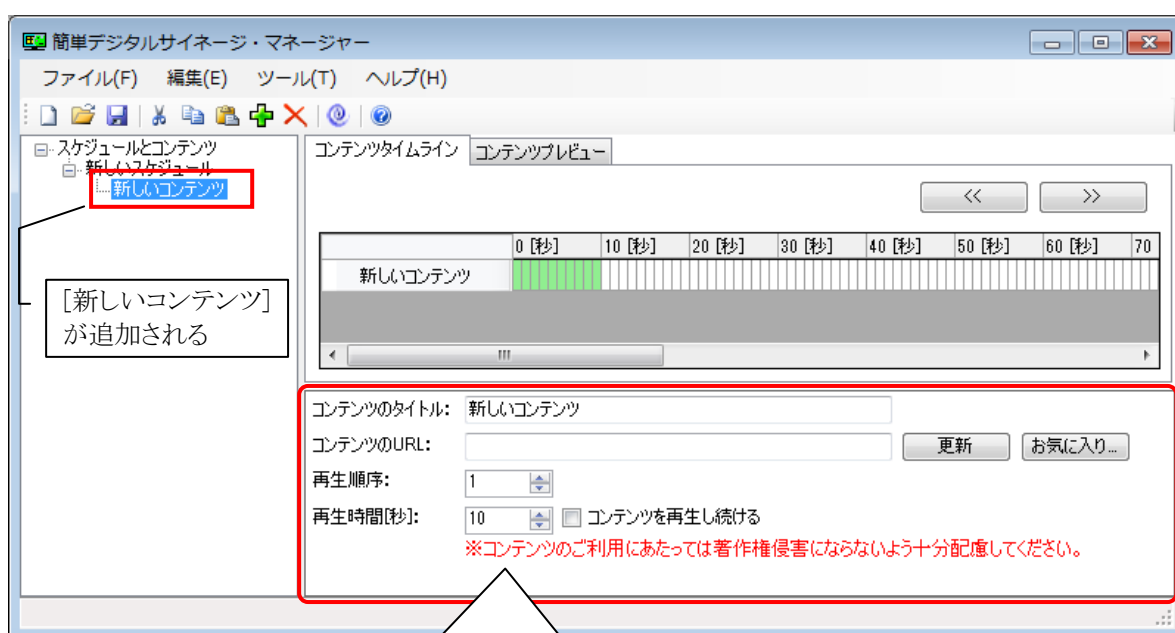 簡単デジタルサイネージ・マネージャー
ファイル(F) 編集(E) ツール(T) ヘルプ(H)
スケジュールとコンテンツ
新しいスケジュール
新しいコンテンツ
[新しいコンテンツ]
が追加される
コンテンツタイムライン コンテンツプレビュー
<< >>
0 [秒] 10 [秒] 20 [秒] 30 [秒] 40 [秒] 50 [秒] 60 [秒] 70
新しいコンテンツ
コンテンツのタイトル: 新しいコンテンツ
コンテンツのURL: 更新 お気に入り...
再生順序: 1
再生時間[秒]: 10 コンテンツを再生し続ける
※コンテンツのご利用にあたっては著作権侵害にならないよう十分配慮してください。